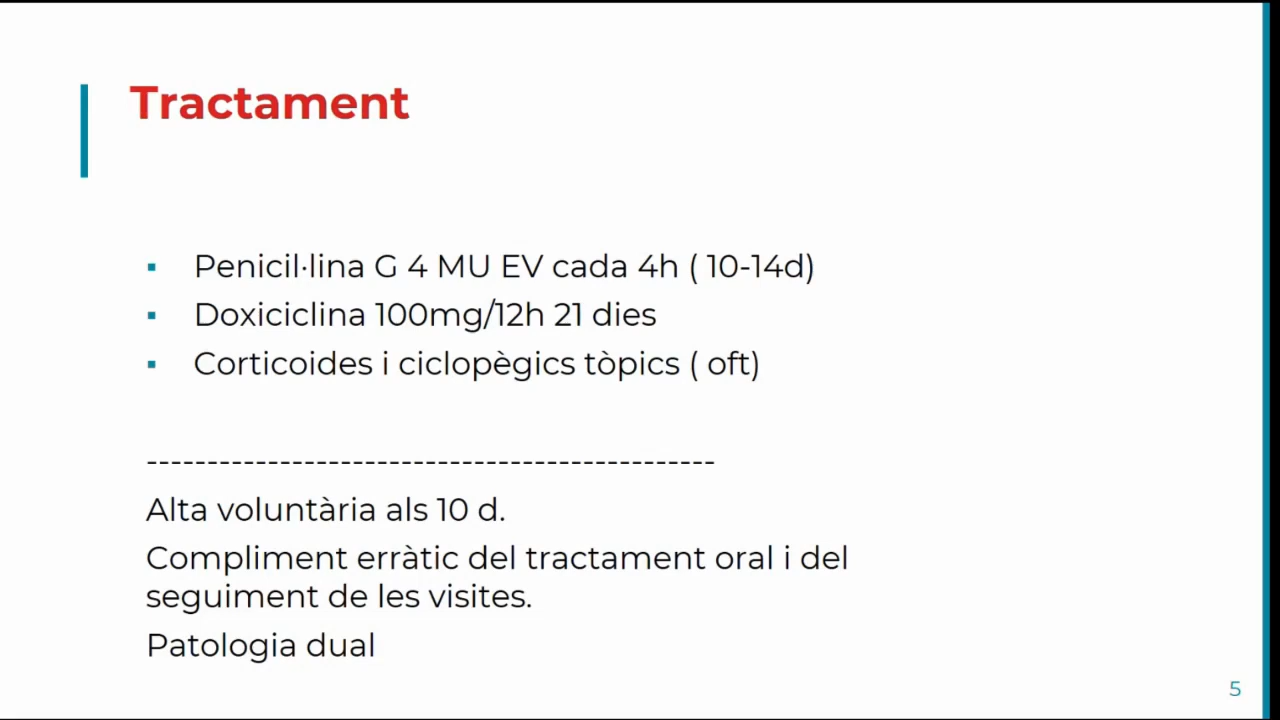 Tractament
▪ Penicil·lina G 4 MU EV cada 4h ( 10-14d)
▪ Doxiciclina 100mg/12h 21 dies
▪ Corticoides i ciclopègics tòpics ( oft)
-----------------------------------------------
Alta voluntària als 10 d.
Compliment erràtic del tractament oral i del
seguiment de les visites.
Patologia dual
5